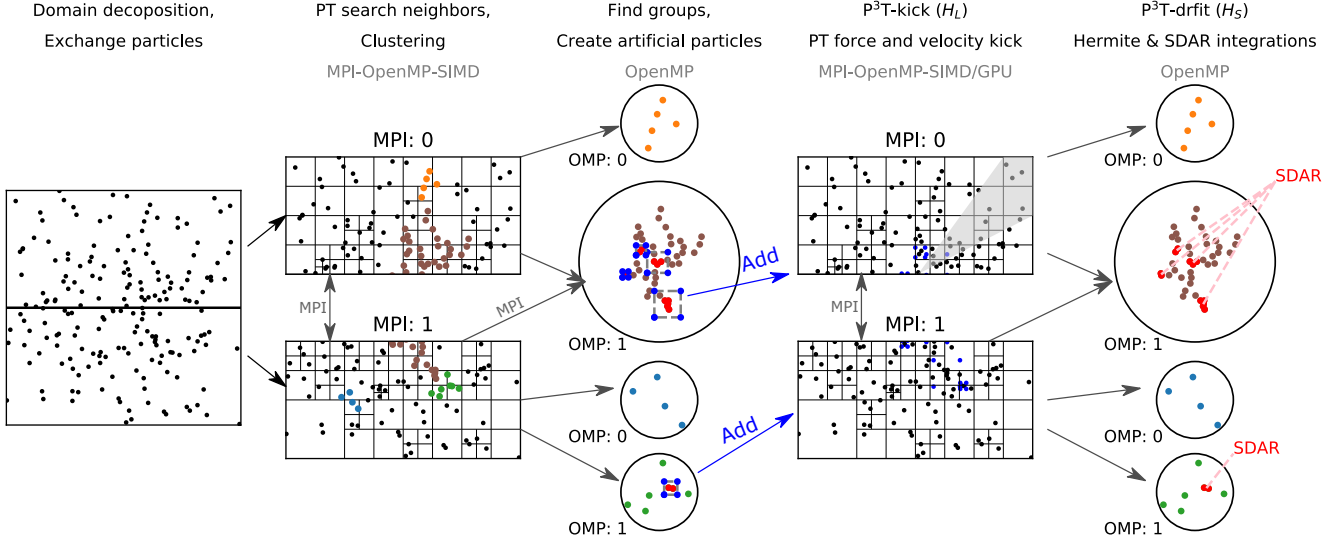 Domain decoposition,
Exchange particles
PT search neighbors,
Clustering
MPI-OpenMP-SIMD
Find groups,
Create artificial particles
OpenMP
P³T-kick (H_L)
PT force and velocity kick
MPI-OpenMP-SIMD/GPU
P³T-drfit (H_S)
Hermite & SDAR integrations
OpenMP
MPI: 0
MPI
MPI: 1
MPI
OMP: 0
OMP: 1
OMP: 0
OMP: 1
Add
Add
MPI: 0
MPI
MPI: 1
OMP: 0
SDAR
OMP: 1
OMP: 0
SDAR
OMP: 1